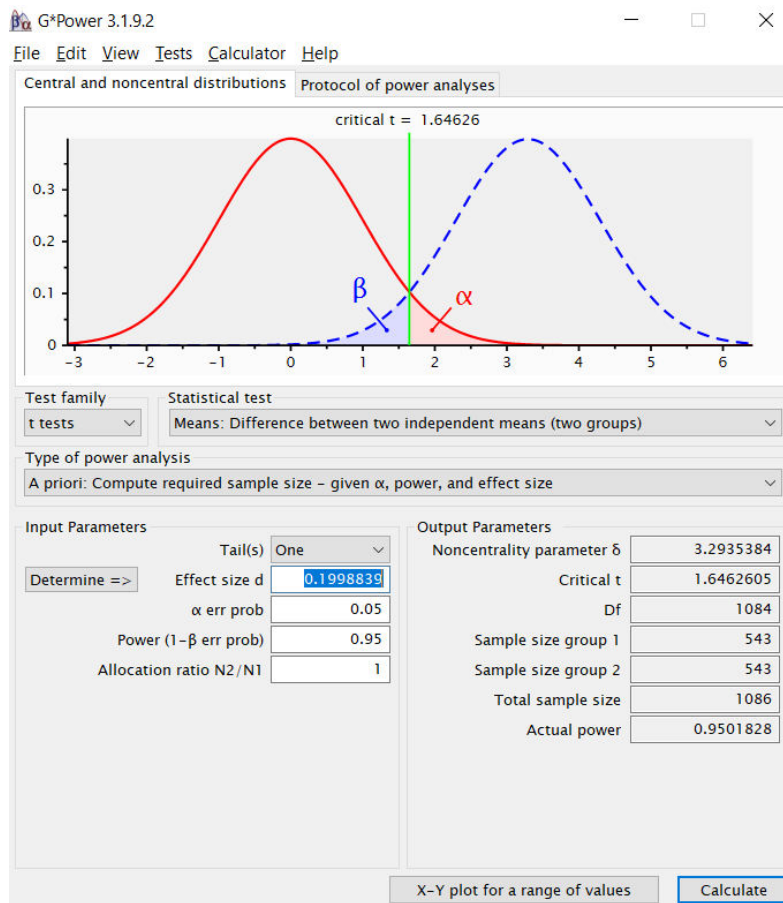 G*Power 3.1.9.2
File Edit View Tests Calculator Help
Central and noncentral distributions Protocol of power analyses
critical t = 1.64626
0.3
0.2
0.1
0
β α
-3 -2 -1 0 1 2 3 4 5 6
Test family Statistical test
t tests Means: Difference between two independent means (two groups)
Type of power analysis
A priori: Compute required sample size - given α, power, and effect size
Input Parameters
Tail(s) One
Determine => Effect size d 0.1998839
α err prob 0.05
Power (1-β err prob) 0.95
Allocation ratio N2/N1 1
Output Parameters
Noncentrality parameter δ 3.2935384
Critical t 1.6462605
Df 1084
Sample size group 1 543
Sample size group 2 543
Total sample size 1086
Actual power 0.9501828
X-Y plot for a range of values Calculate